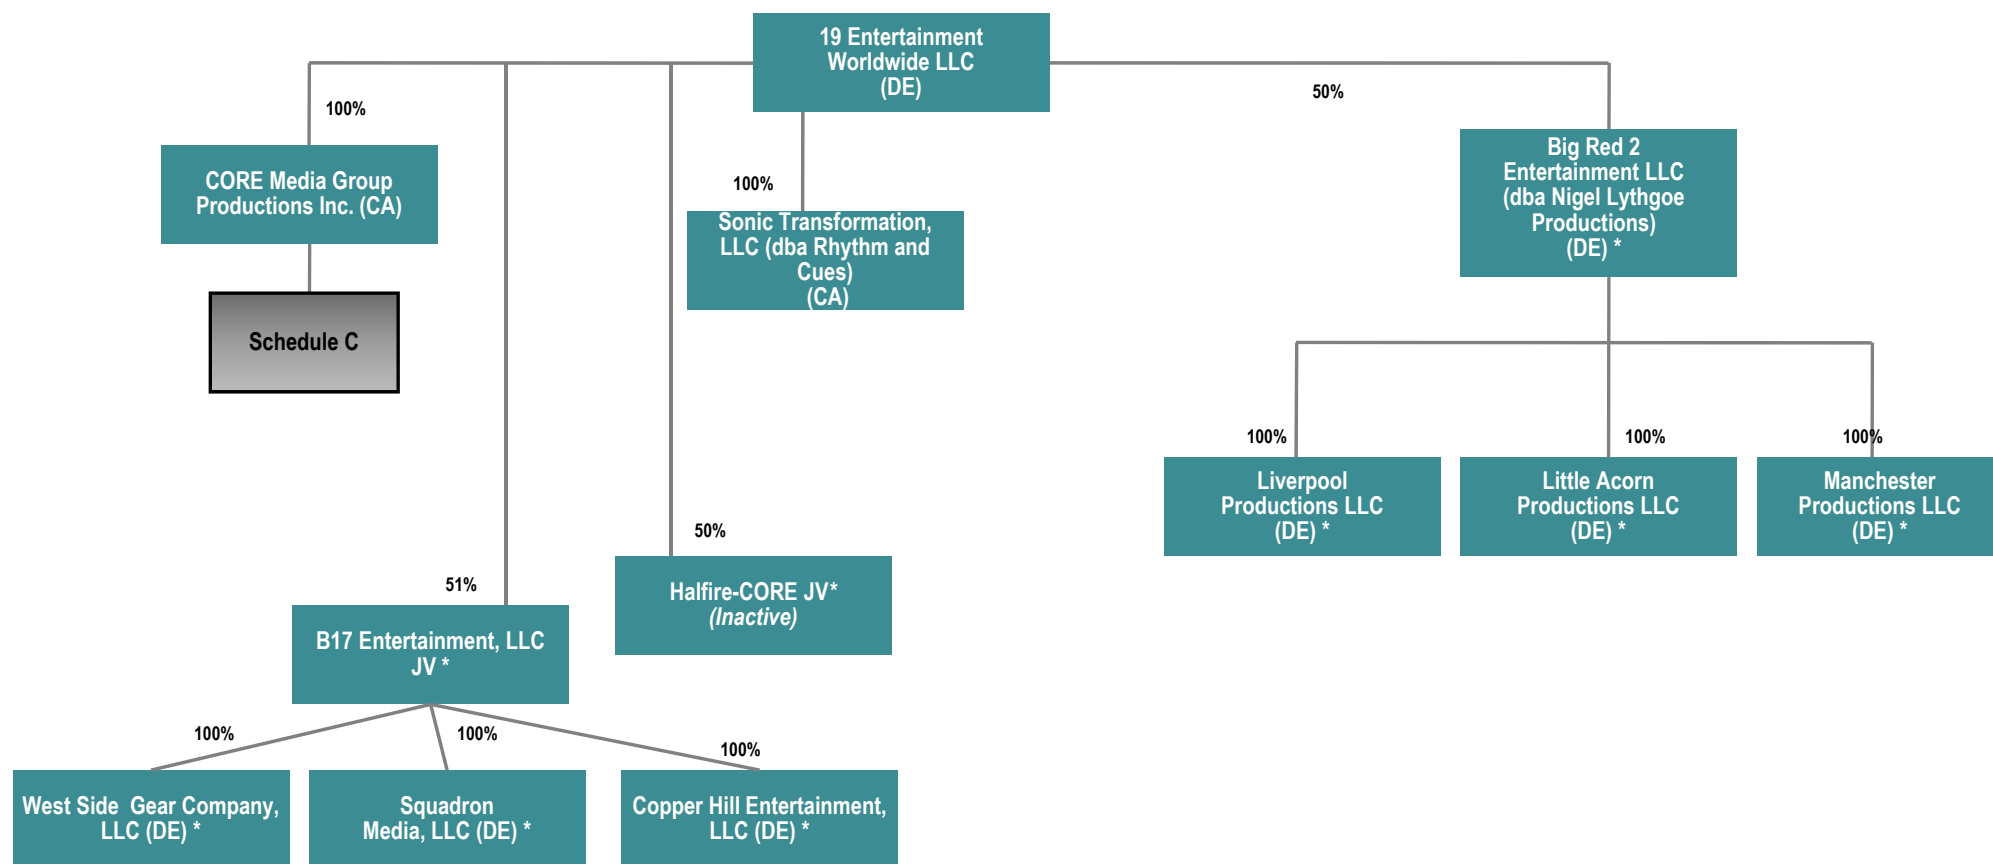 19 Entertainment
Worldwide LLC
(DE)
100%
50%
CORE Media Group
Productions Inc. (CA)
100%
Sonic Transformation,
LLC (dba Rhythm and
Cues)
(CA)
Big Red 2
Entertainment LLC
(dba Nigel Lythgoe
Productions)
(DE) *
Schedule C
100%
100%
100%
Liverpool
Productions LLC
(DE) *
Little Acorn
Productions LLC
(DE) *
Manchester
Productions LLC
(DE) *
50%
Halfire-CORE JV*
(Inactive)
51%
B17 Entertainment, LLC
JV *
100%
100%
100%
West Side  Gear Company,
LLC (DE) *
Squadron
Media, LLC (DE) *
Copper Hill Entertainment,
LLC (DE) *